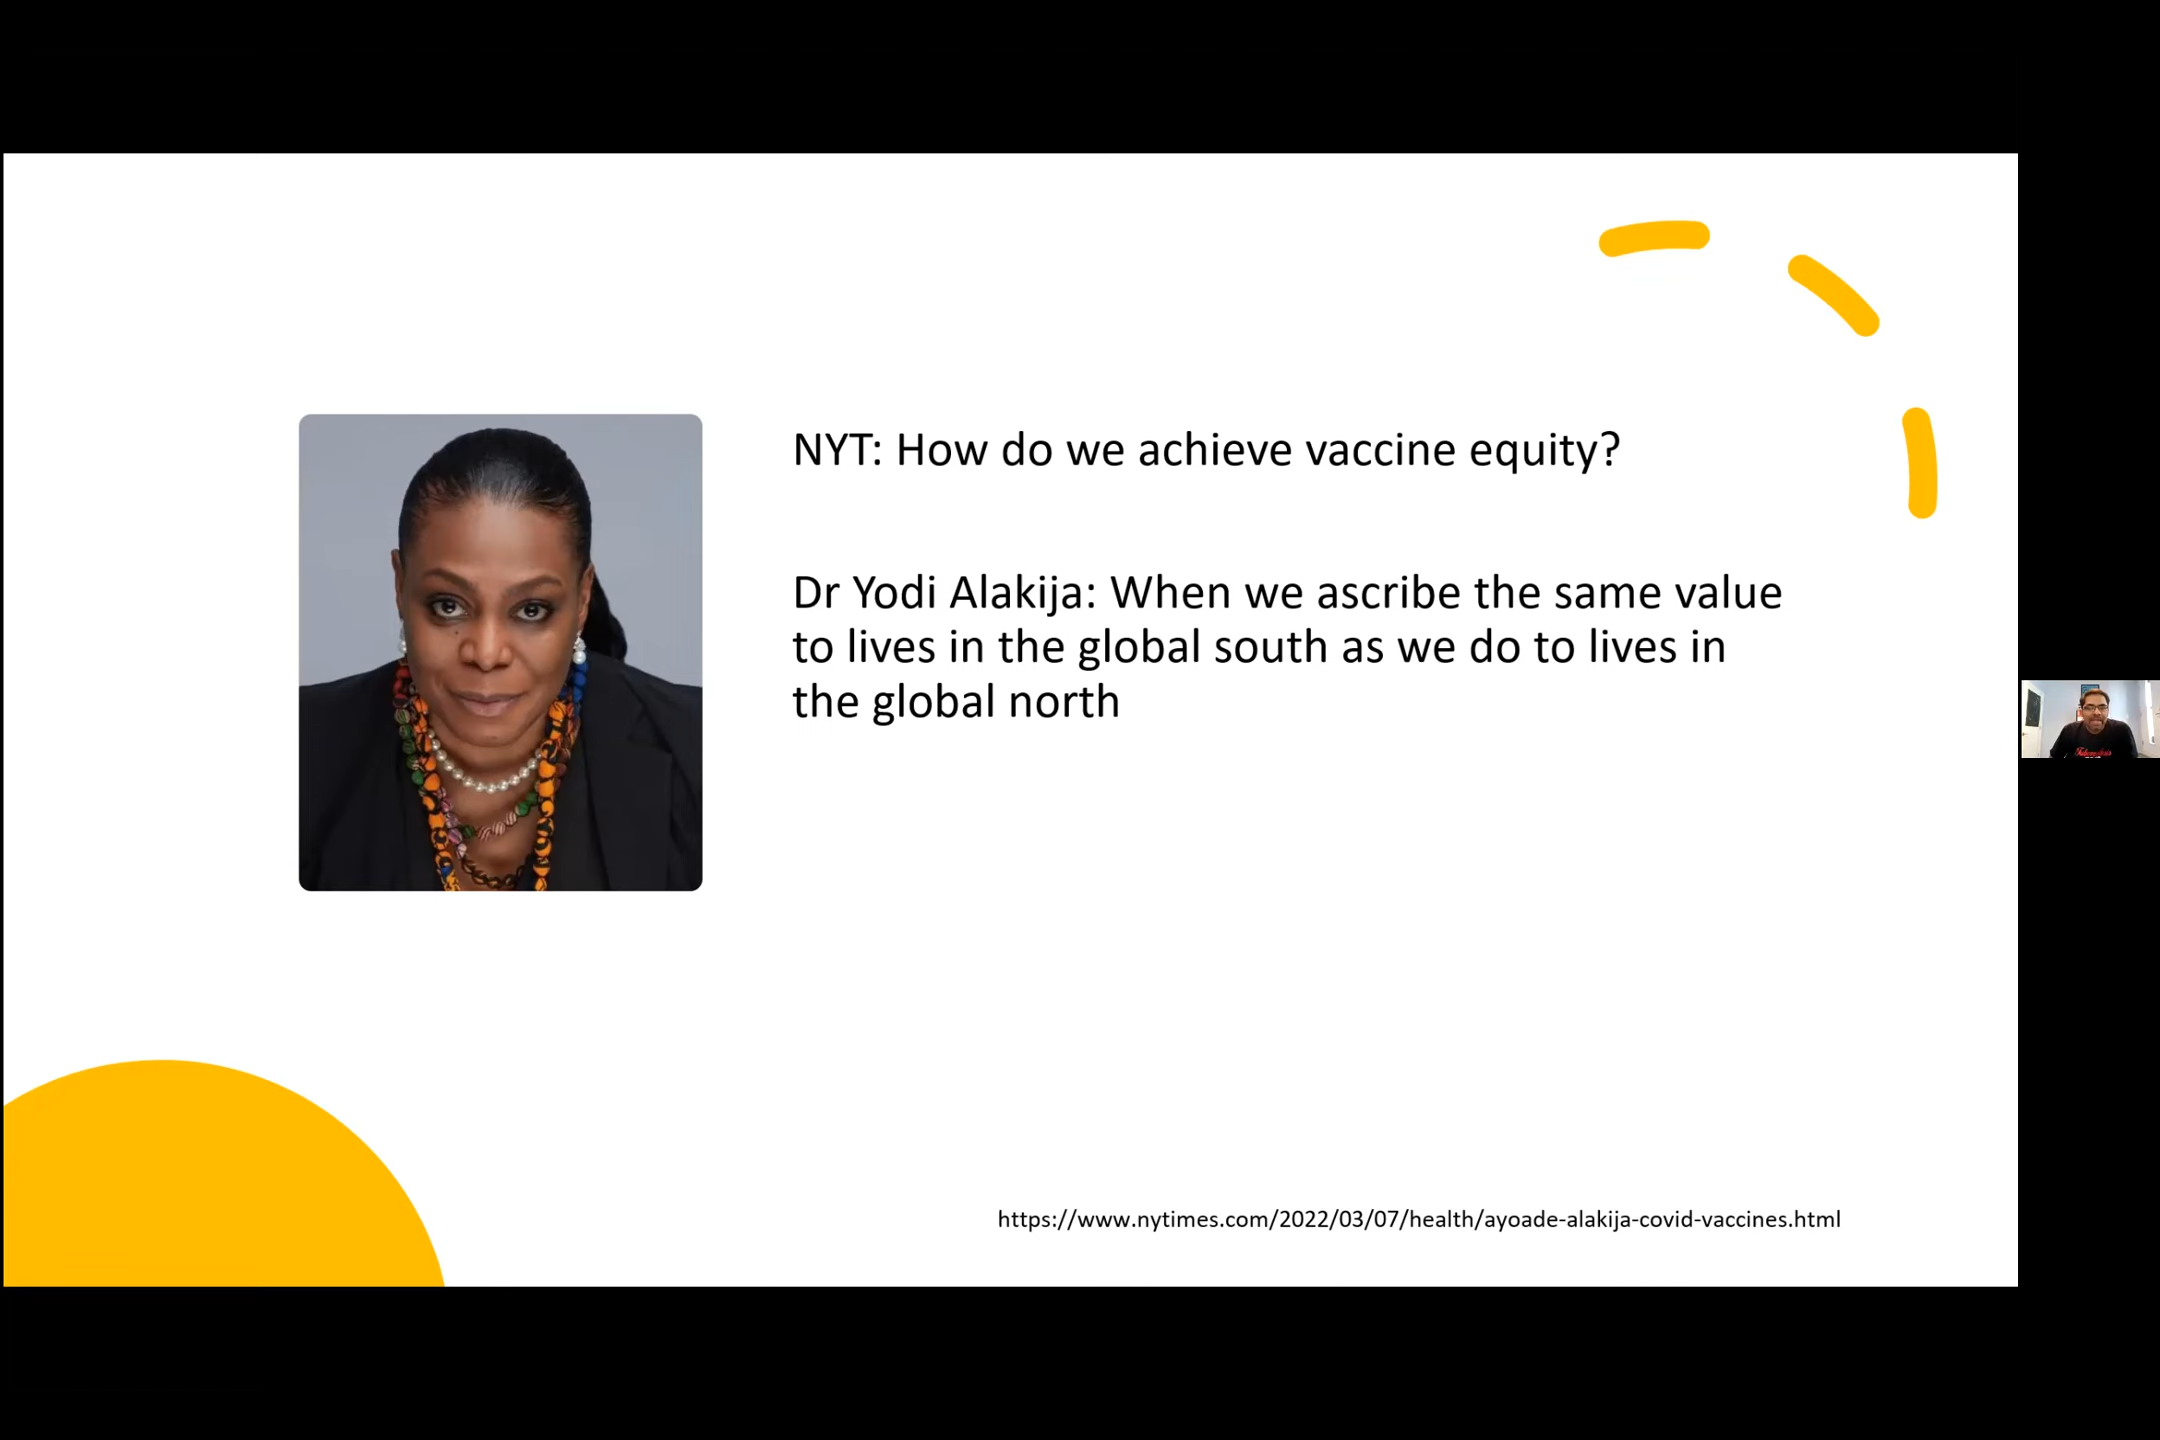 NYT: How do we achieve vaccine equity?
Dr Yodi Alakija: When we ascribe the same value
to lives in the global south as we do to lives in
the global north
https://www.nytimes.com/2022/03/07/health/ayoade-alakija-covid-vaccines.html